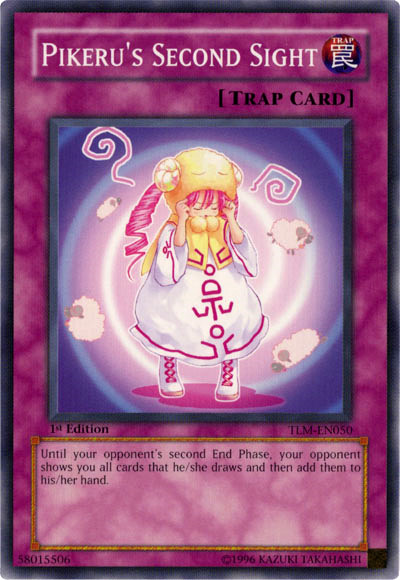 Pikeru's Second Sight
TRAP
罠
[Trap Card]
1st Edition
TLM-EN050
Until your opponent's second End Phase, your opponent
shows you all cards that he/she draws and then add them to
his/her hand.
58015506
©1996 KAZUKI TAKAHASHI